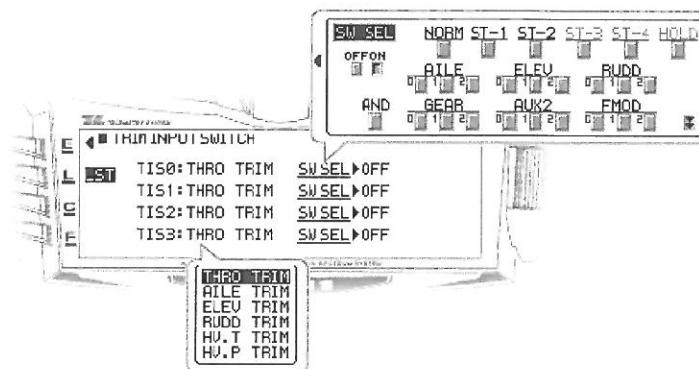 SW SEL NORM ST-1 ST-2 ST-3 ST-4 HOLD
OFF ON
AILE ELEV RUDD
0 1 2 0 1 2 0 1 2
AND GEAR AUX2 FMOD
0 1 2 0 1 2 0 1 2
TRIM INPUT SWITCH
E
L LST TIS0:THRO TRIM SW SEL▶OFF
TIS1:THRO TRIM SW SEL▶OFF
C TIS2:THRO TRIM SW SEL▶OFF
F TIS3:THRO TRIM SW SEL▶OFF
THRO TRIM
AILE TRIM
ELEV TRIM
RUDD TRIM
HV.T TRIM
HV.P TRIM